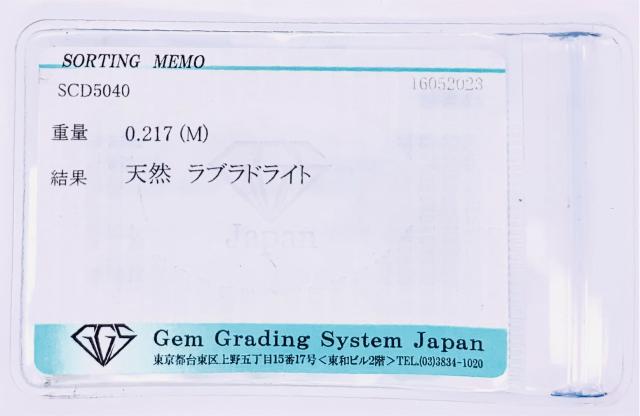 SORTING MEMO
SCD5040 16052023
重量 0.217 (M)
結果 天然 ラブラドライト
Japan
GGS Gem Grading System Japan
東京都台東区上野五丁目15番17号<東和ビル2階>TEL.(03)3834-1020